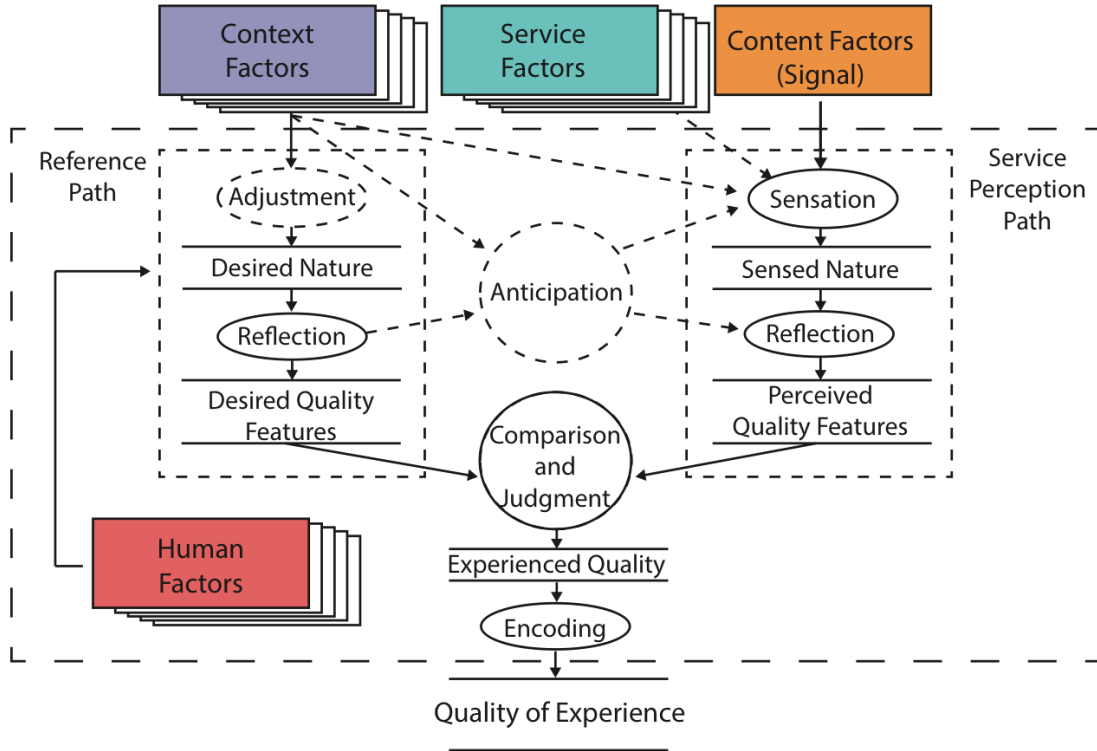 Context
Factors
Service
Factors
Content Factors
(Signal)
Reference
Path
Service
Perception
Path
Adjustment
Sensation
Desired Nature
Anticipation
Sensed Nature
Reflection
Reflection
Desired Quality
Features
Perceived
Quality Features
Comparison
and
Judgment
Human
Factors
Experienced Quality
Encoding
Quality of Experience